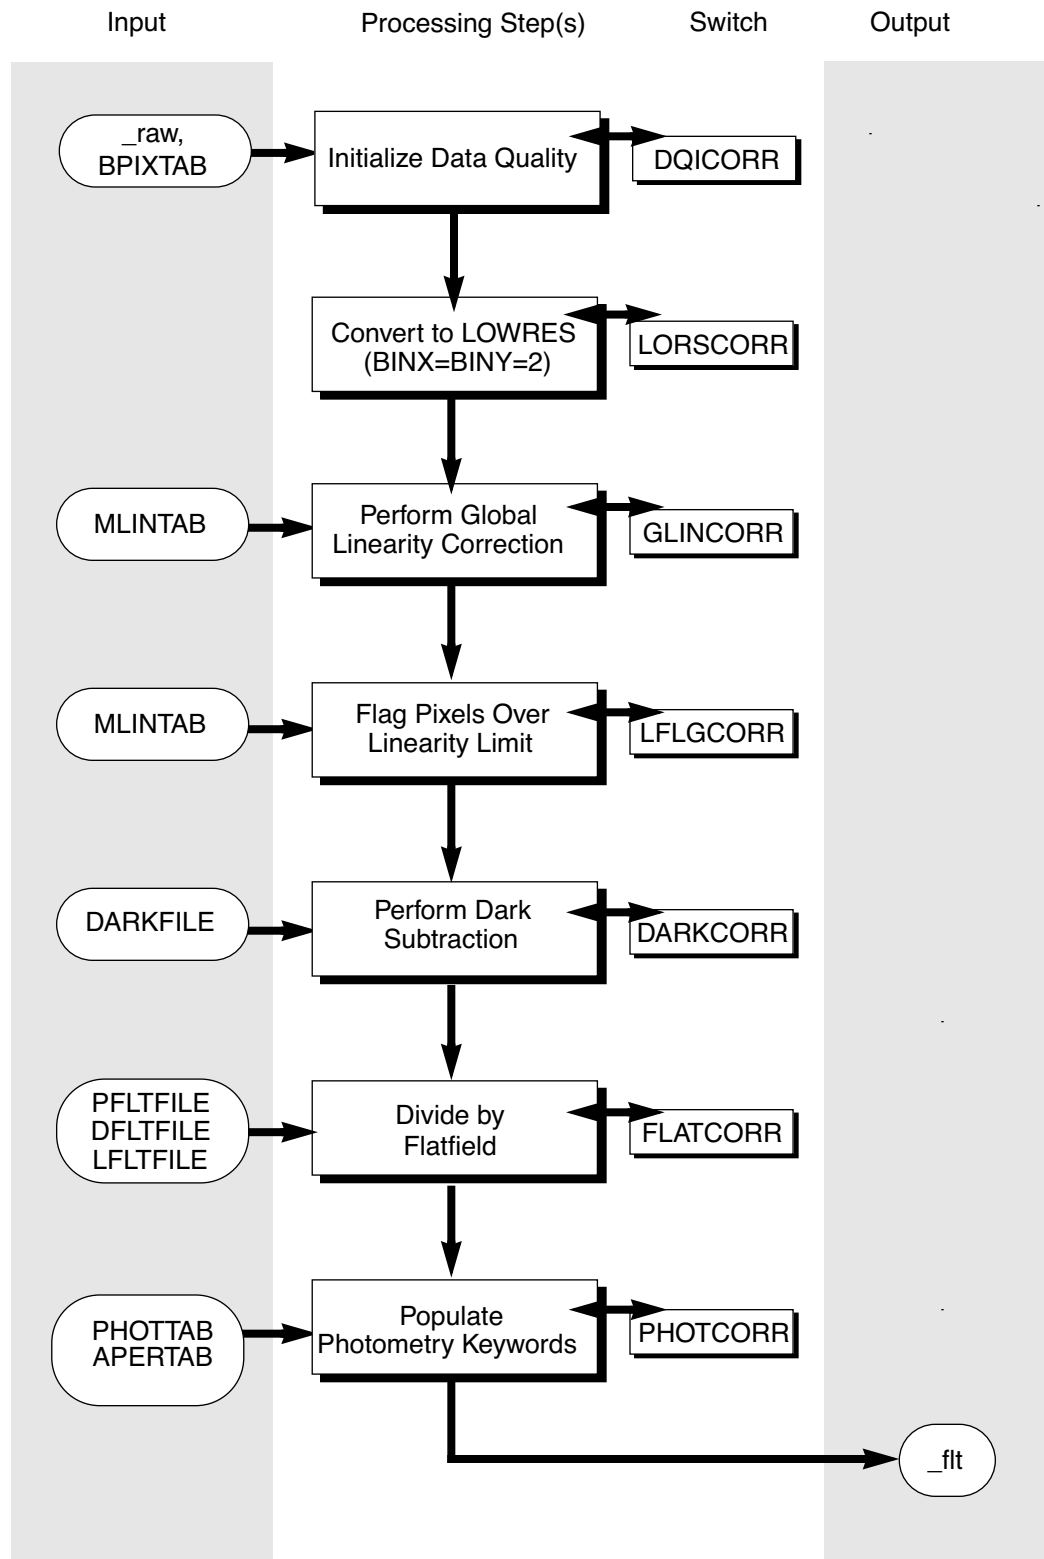 Input
Processing Step(s)
Switch
Output
_raw,
BPIXTAB
Initialize Data Quality
DQICORR
Convert to LOWRES
(BINX=BINY=2)
LORSCORR
MLINTAB
Perform Global
Linearity Correction
GLINCORR
MLINTAB
Flag Pixels Over
Linearity Limit
LFLGCORR
DARKFILE
Perform Dark
Subtraction
DARKCORR
PFLTFILE
DFLTFILE
LFLTFILE
Divide by
Flatfield
FLATCORR
PHOTTAB
APERTAB
Populate
Photometry Keywords
PHOTCORR
_flt